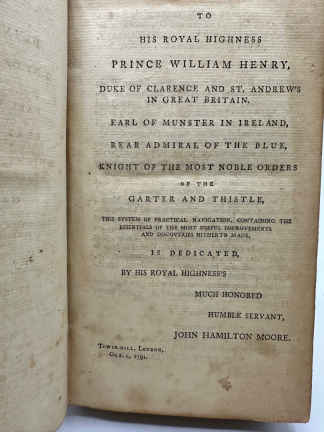 TO
HIS ROYAL HIGHNESS
PRINCE WILLIAM HENRY,
DUKE OF CLARENCE AND ST. ANDREW'S
IN GREAT BRITAIN,
EARL OF MUNSTER IN IRELAND,
REAR ADMIRAL OF THE BLUE,
KNIGHT OF THE MOST NOBLE ORDERS
OF THE
GARTER AND THISTLE,
THIS SYSTEM OF PRACTICAL NAVIGATION, CONTAINING THE
ESSENTIALS OF THE MOST USEFUL IMPROVEMENTS
AND DISCOVERIES HITHERTO MADE,
IS DEDICATED,
BY HIS ROYAL HIGHNESS'S
MUCH HONORED
HUMBLE SERVANT,
JOHN HAMILTON MOORE.
TOWER-HILL, LONDON,
1791.